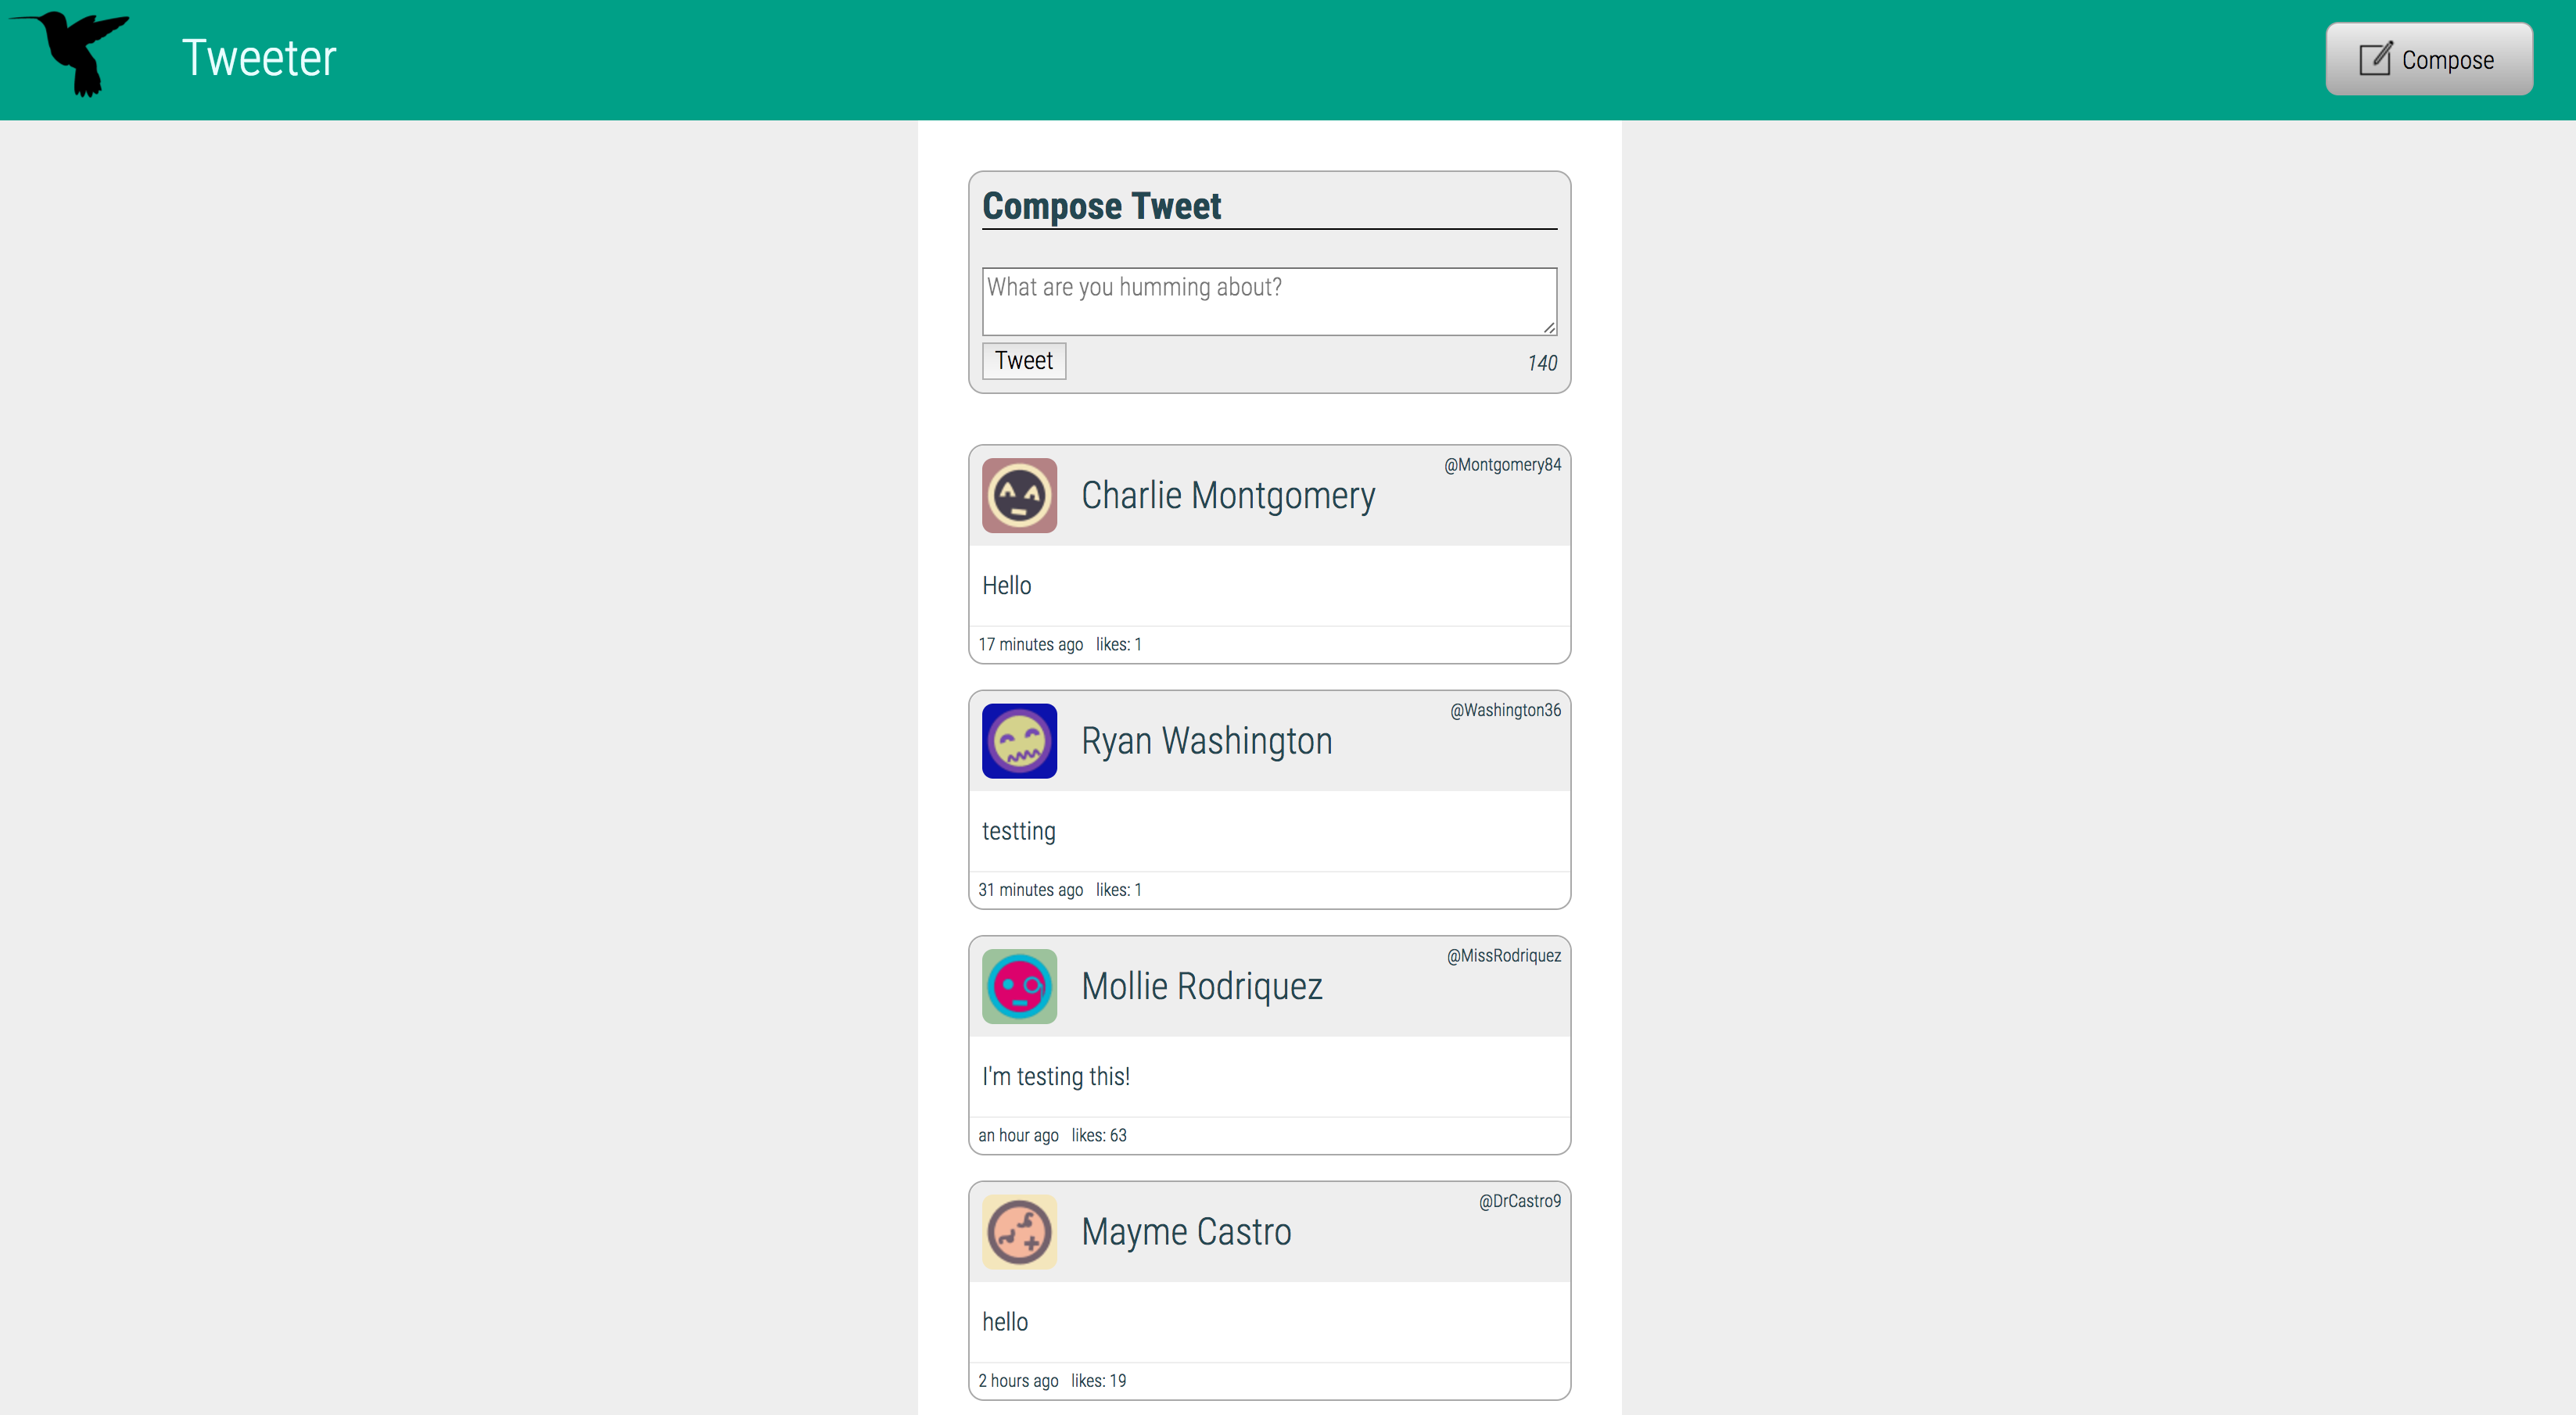 Tweeter
Compose
Compose Tweet
What are you humming about?
Tweet
140
Charlie Montgomery
@Montgomery84
Hello
17 minutes ago likes: 1
Ryan Washington
@Washington36
testting
31 minutes ago likes: 1
Mollie Rodriquez
@MissRodriquez
I'm testing this!
an hour ago likes: 63
Mayme Castro
@DrCastro9
hello
2 hours ago likes: 19